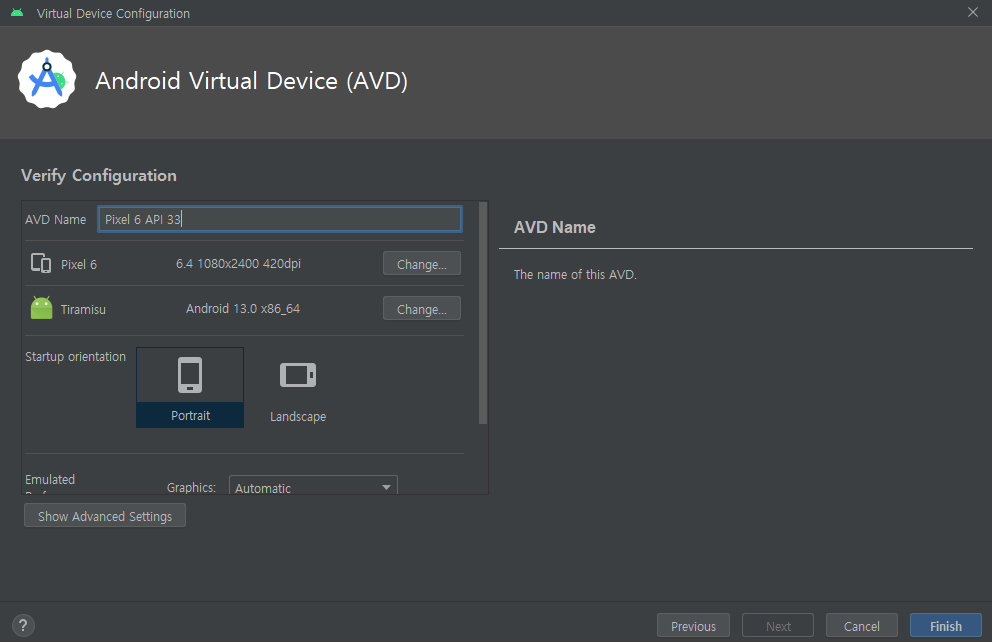 Virtual Device Configuration
Android Virtual Device (AVD)
Verify Configuration
AVD Name Pixel 6 API 33
Pixel 6 6.4 1080x2400 420dpi Change...
Tiramisu Android 13.0 x86_64 Change...
Startup orientation
Portrait Landscape
Emulated
Graphics: Automatic
Show Advanced Settings
AVD Name
The name of this AVD.
? Previous Next Cancel Finish